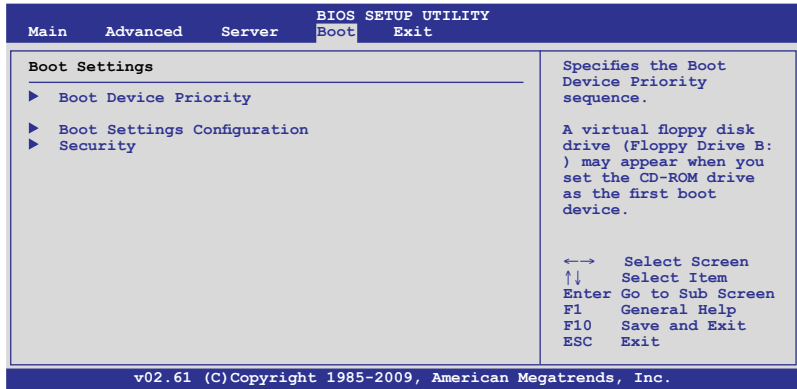 BIOS SETUP UTILITY
Main Advanced Server Boot Exit
Boot Settings
▶ Boot Device Priority
▶ Boot Settings Configuration
▶ Security
Specifies the Boot
Device Priority
sequence.
A virtual floppy disk
drive (Floppy Drive B:
) may appear when you
set the CD-ROM drive
as the first boot
device.
←→ Select Screen
↑↓ Select Item
Enter Go to Sub Screen
F1 General Help
F10 Save and Exit
ESC Exit
v02.61 (C)Copyright 1985-2009, American Megatrends, Inc.